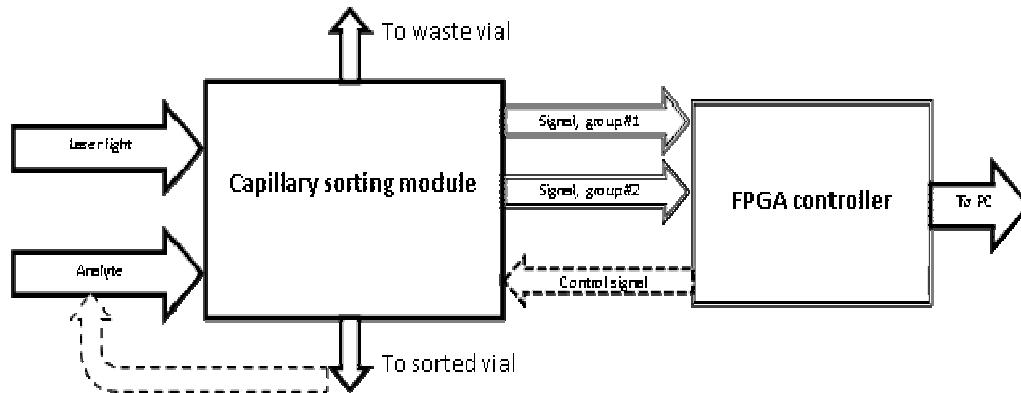 To waste vial
Laser light
Signal, group#1
Capillary sorting module
Signal, group#2
FPGA controller
To PC
Analyte
Control signal
To sorted vial